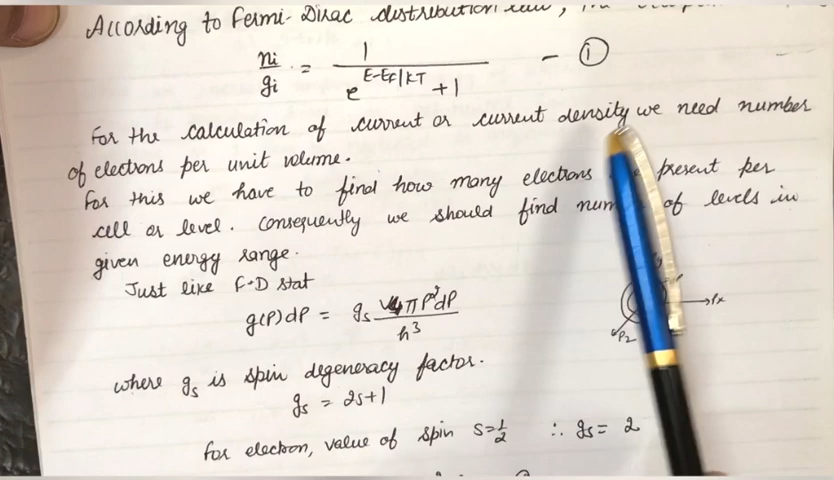 According to Fermi-Dirac distribution law,
ni/gi = 1/(e^(E-EF/KT) +1) - ①
For the calculation of current or current density we need number
of electrons per unit volume.
For this we have to find how many electrons present per
cell or level. Consequently we should find num of levels in
given energy range.
Just like F-D stat
g(P)dP = gs V4πP²dP/h³
where gs is spin degeneracy factor.
gs = 2s+1
For electron, value of spin s=1/2 ∴ gs = 2
Px
Pz